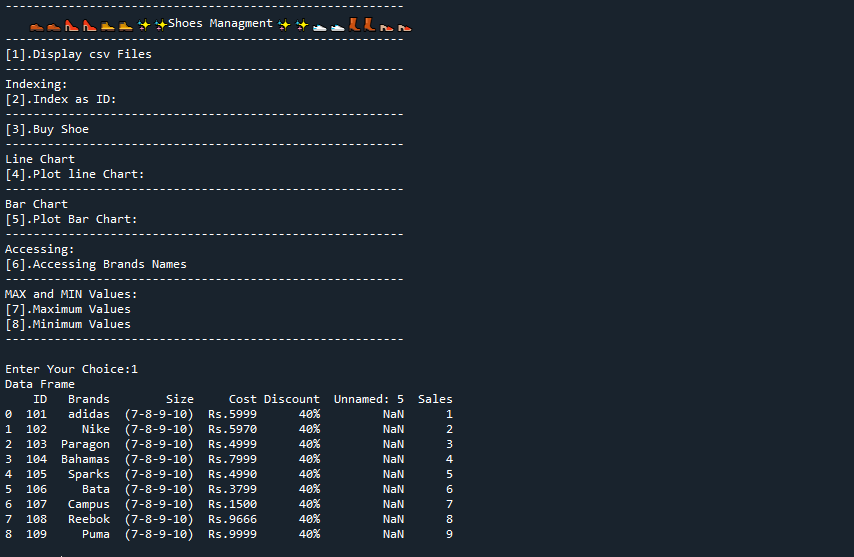 ---------------------------------------------------------
👞👞👠👠🥾🥾✨✨Shoes Managment ✨✨👟👟👢👢👡👡
---------------------------------------------------------
[1].Display csv Files
---------------------------------------------------------
Indexing:
[2].Index as ID:
---------------------------------------------------------
[3].Buy Shoe
---------------------------------------------------------
Line Chart
[4].Plot line Chart:
---------------------------------------------------------
Bar Chart
[5].Plot Bar Chart:
---------------------------------------------------------
Accessing:
[6].Accessing Brands Names
---------------------------------------------------------
MAX and MIN Values:
[7].Maximum Values
[8].Minimum Values
---------------------------------------------------------
Enter Your Choice:1
Data Frame
    ID   Brands        Size     Cost Discount  Unnamed: 5  Sales
0  101   adidas  (7-8-9-10)  Rs.5999      40%         NaN      1
1  102     Nike  (7-8-9-10)  Rs.5970      40%         NaN      2
2  103  Paragon  (7-8-9-10)  Rs.4999      40%         NaN      3
3  104  Bahamas  (7-8-9-10)  Rs.7999      40%         NaN      4
4  105   Sparks  (7-8-9-10)  Rs.4990      40%         NaN      5
5  106     Bata  (7-8-9-10)  Rs.3799      40%         NaN      6
6  107   Campus  (7-8-9-10)  Rs.1500      40%         NaN      7
7  108   Reebok  (7-8-9-10)  Rs.9666      40%         NaN      8
8  109     Puma  (7-8-9-10)  Rs.9999      40%         NaN      9